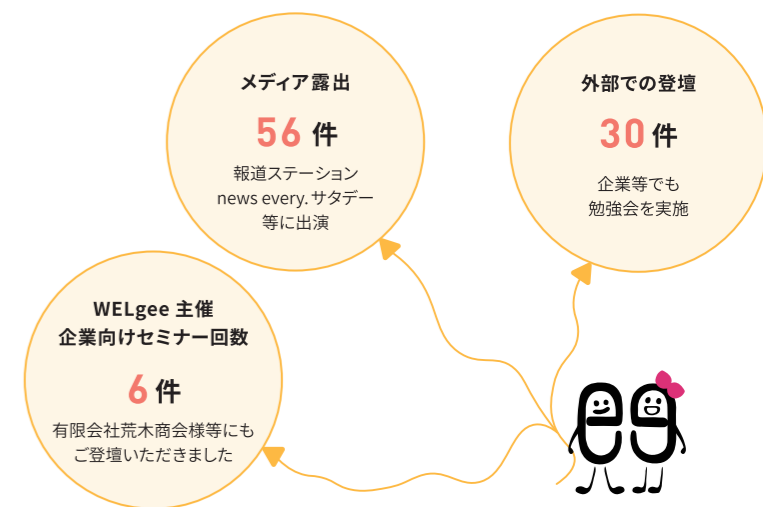 メディア露出
56 件
報道ステーション
news every.サタデー
等に出演
外部での登壇
30 件
企業等でも
勉強会を実施
WELgee 主催
企業向けセミナー回数
6 件
有限会社荒木商会様等にも
ご登壇いただきました